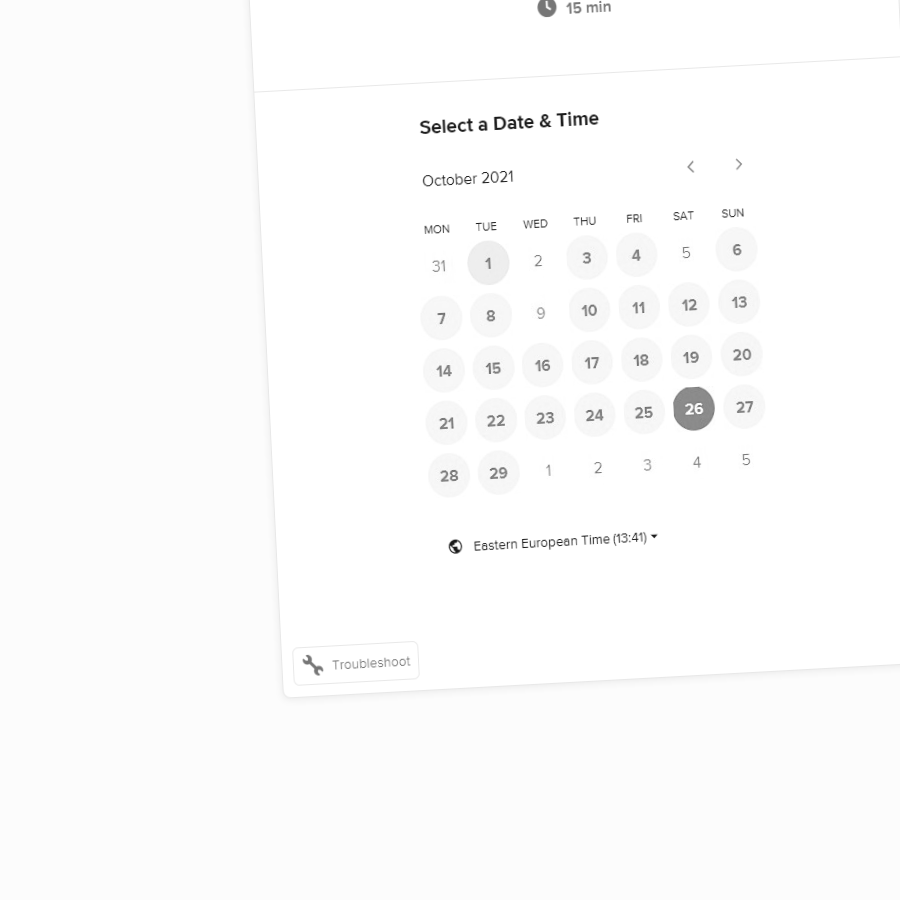 15 min
Select a Date & Time
October 2021
MON TUE WED THU FRI SAT SUN
31 1 2 3 4 5 6
7 8 9 10 11 12 13
14 15 16 17 18 19 20
21 22 23 24 25 26 27
28 29 1 2 3 4 5
Eastern European Time (13:41)
Troubleshoot